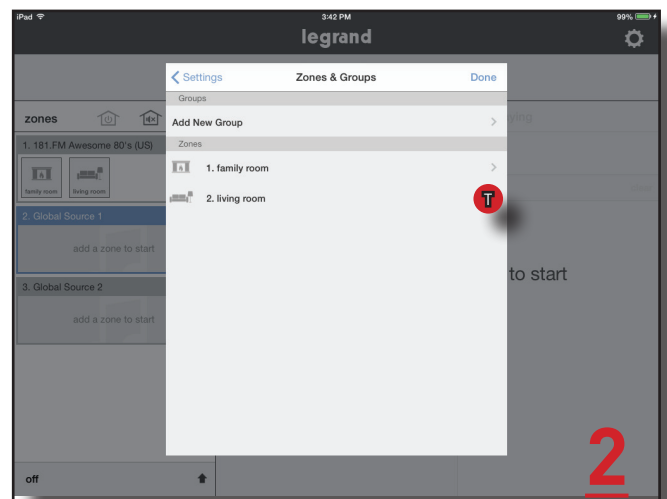 iPad 3:42 PM 99%
legrand
Settings Zones & Groups Done
Groups
Add New Group
Zones
1. family room
2. living room
T
zones
1. 181.FM Awesome 80's (US)
family room living room
2. Global Source 1
add a zone to start
3. Global Source 2
add a zone to start
to start
off
2